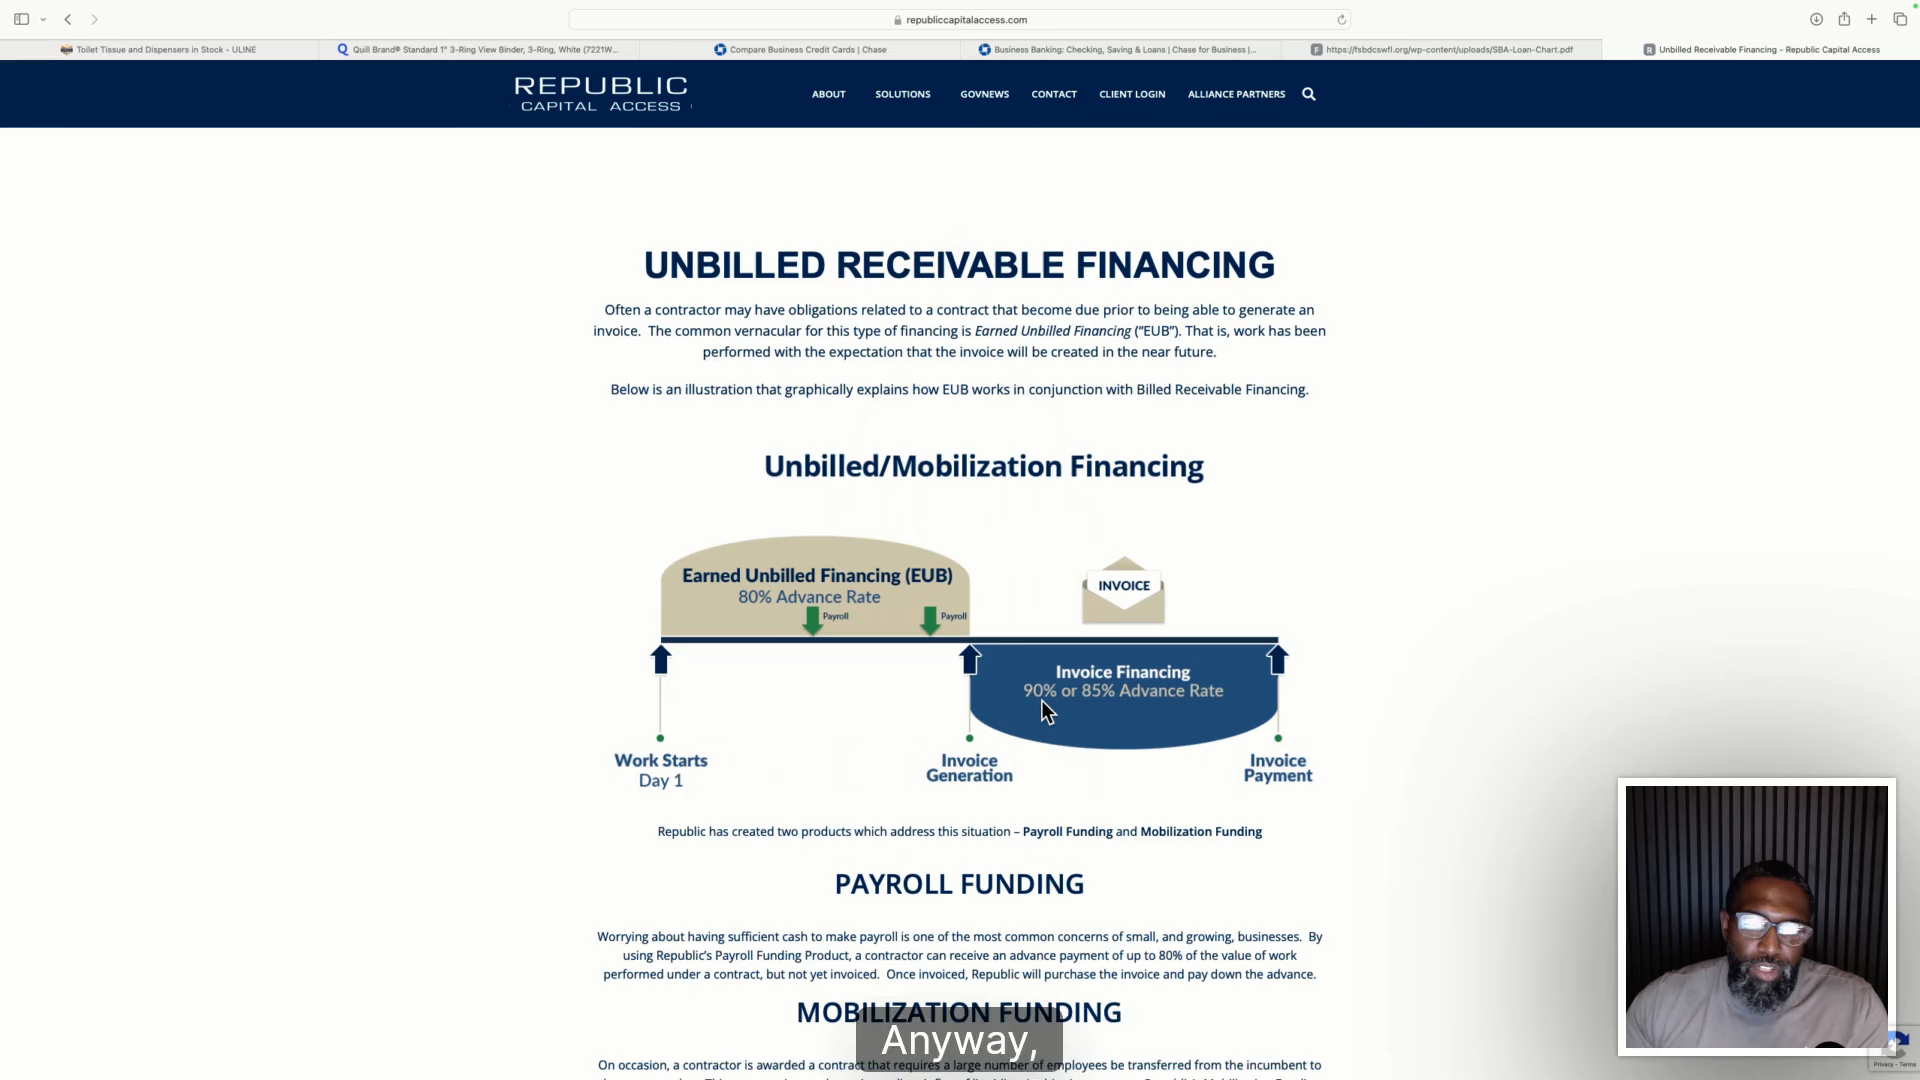 republiccapitalaccess.com
Toilet Tissue and Dispensers in Stock - ULINE
Quill Brand® Standard 1" 3-Ring View Binder, 3-Ring, White (7221W...
Compare Business Credit Cards | Chase
Business Banking: Checking, Saving & Loans | Chase for Business |...
https://fsbdcswfl.org/wp-content/uploads/SBA-Loan-Chart.pdf
Unbilled Receivable Financing - Republic Capital Access
REPUBLIC
CAPITAL ACCESS
ABOUT
SOLUTIONS
GOVNEWS
CONTACT
CLIENT LOGIN
ALLIANCE PARTNERS
UNBILLED RECEIVABLE FINANCING
Often a contractor may have obligations related to a contract that become due prior to being able to generate an
invoice. The common vernacular for this type of financing is Earned Unbilled Financing (“EUB”). That is, work has been
performed with the expectation that the invoice will be created in the near future.
Below is an illustration that graphically explains how EUB works in conjunction with Billed Receivable Financing.
Unbilled/Mobilization Financing
Earned Unbilled Financing (EUB)
80% Advance Rate
Payroll
Payroll
INVOICE
Invoice Financing
90% or 85% Advance Rate
Work Starts
Day 1
Invoice
Generation
Invoice
Payment
Republic has created two products which address this situation – Payroll Funding and Mobilization Funding
PAYROLL FUNDING
Worrying about having sufficient cash to make payroll is one of the most common concerns of small, and growing, businesses. By
using Republic's Payroll Funding Product, a contractor can receive an advance payment of up to 80% of the value of work
performed under a contract, but not yet invoiced. Once invoiced, Republic will purchase the invoice and pay down the advance.
MOBILIZATION FUNDING
Anyway,
On occasion, a contractor is awarded a contract that requires a large number of employees be transferred from the incumbent to
Privacy - Terms